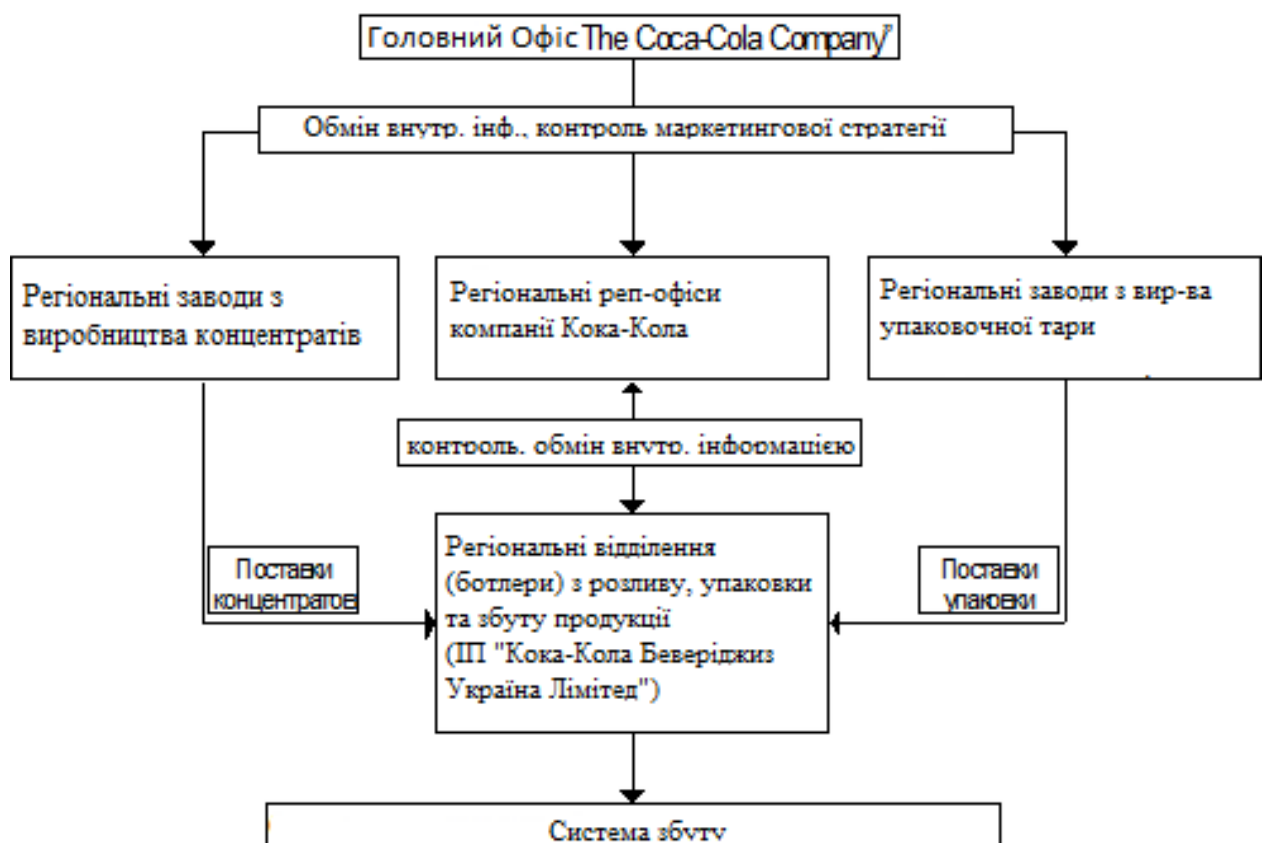 Головний Офіс The Coca-Cola Company”
Обмін внутр. інф., контроль маркетингової стратегії
Регіональні заводи з
виробництва концентратів
Регіональні реп-офіси
компанії Кока-Кола
Регіональні заводи з вир-ва
упаковочної тари
контроль. обмін внутр. інформацією
Поставки
концентратов
Регіональні відділення
(ботлери) з розливу, упаковки
та збуту продукції
(ІП "Кока-Кола Беверіджиз
Україна Лімітед")
Поставки
упаковки
Система збуту